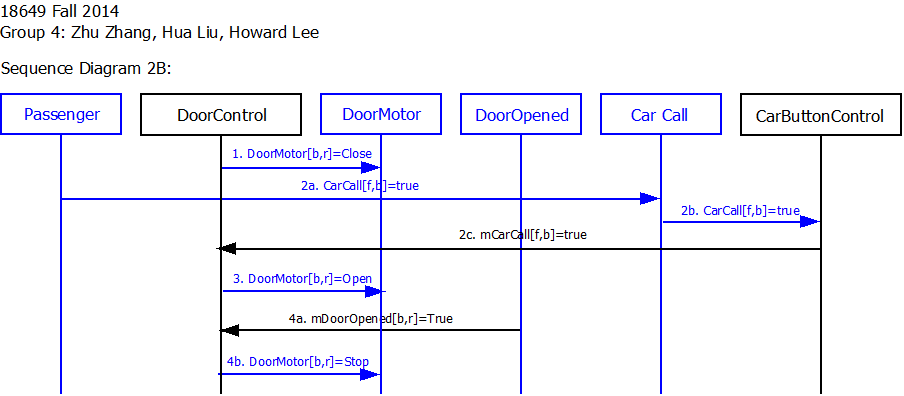 18649 Fall 2014
Group 4: Zhu Zhang, Hua Liu, Howard Lee
Sequence Diagram 2B:
Passenger
DoorControl
DoorMotor
DoorOpened
Car Call
CarButtonControl
1. DoorMotor[b,r]=Close
2a. CarCall[f,b]=true
2b. CarCall[f,b]=true
2c. mCarCall[f,b]=true
3. DoorMotor[b,r]=Open
4a. mDoorOpened[b,r]=True
4b. DoorMotor[b,r]=Stop